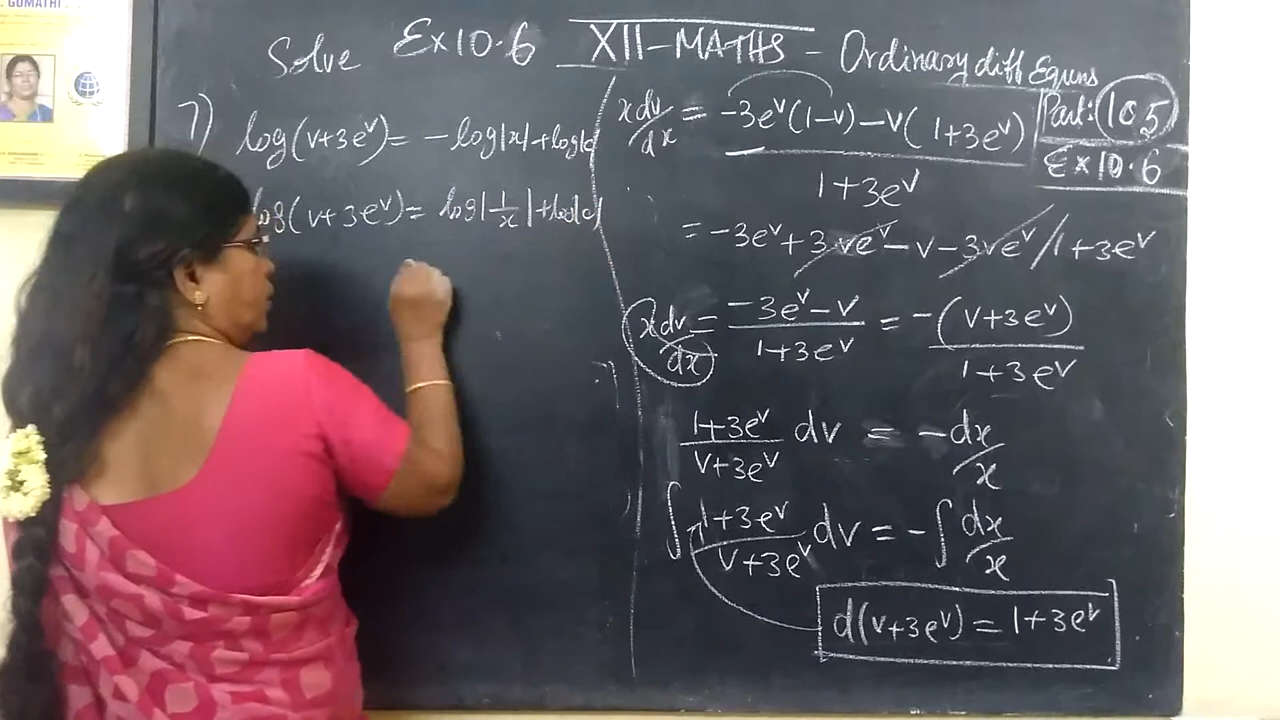 GOMATHI
Solve Ex 10.6 XII-MATHS - Ordinary diff Equns
Part: 105
Ex 10.6
7) log(v+3e^v) = -log|x|+log|c|
log(v+3e^v) = log|1/x|+log|c|
x dv/dx = -3e^v(1-v)-v(1+3e^v) / 1+3e^v
= -3e^v+3ve^v-v-3ve^v/1+3e^v
x dv/dx = -3e^v-v / 1+3e^v = -(v+3e^v) / 1+3e^v
1+3e^v / v+3e^v dv = -dx/x
∫ 1+3e^v / v+3e^v dv = -∫ dx/x
d(v+3e^v) = 1+3e^v